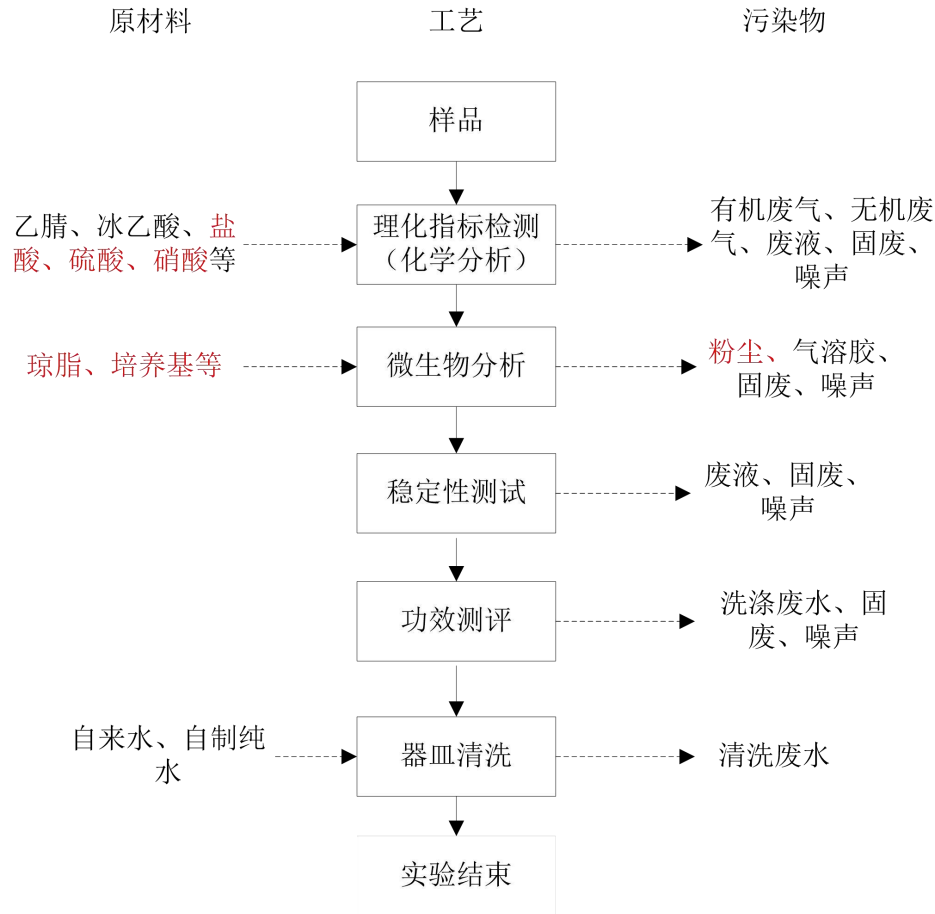 原材料
工艺
污染物
样品
乙腈、冰乙酸、盐
酸、硫酸、硝酸等
理化指标检测
（化学分析）
有机废气、无机废
气、废液、固废、
噪声
琼脂、培养基等
微生物分析
粉尘、气溶胶、
固废、噪声
稳定性测试
废液、固废、
噪声
功效测评
洗涤废水、固
废、噪声
自来水、自制纯
水
器皿清洗
清洗废水
实验结束